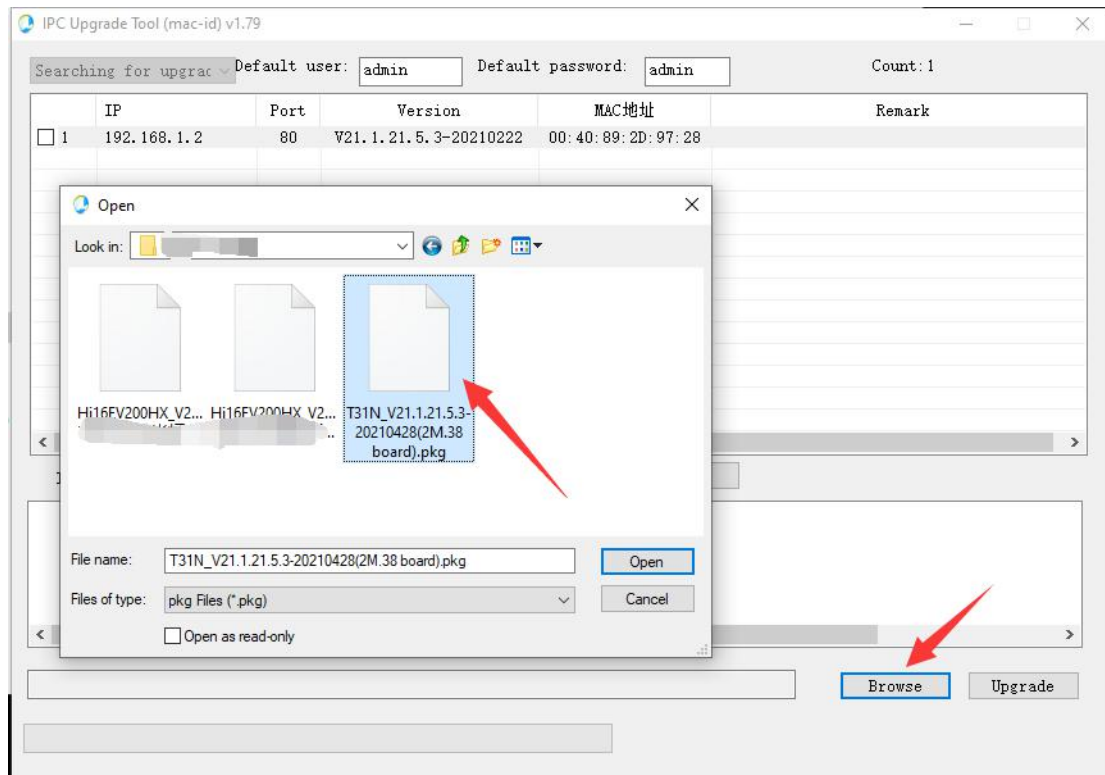 IPC Upgrade Tool (mac-id) v1.79
Searching for upgrac Default user: admin Default password: admin Count:1
IP Port Version MAC地址 Remark
1 192.168.1.2 80 V21.1.21.5.3-20210222 00:40:89:2D:97:28
Open
Look in:
Hi16EV200HX_V2... Hi16EV200HX_V2... T31N_V21.1.21.5.3-
20210428(2M.38
board).pkg
File name: T31N_V21.1.21.5.3-20210428(2M.38 board).pkg Open
Files of type: pkg Files (*.pkg) Cancel
Open as read-only
Browse Upgrade